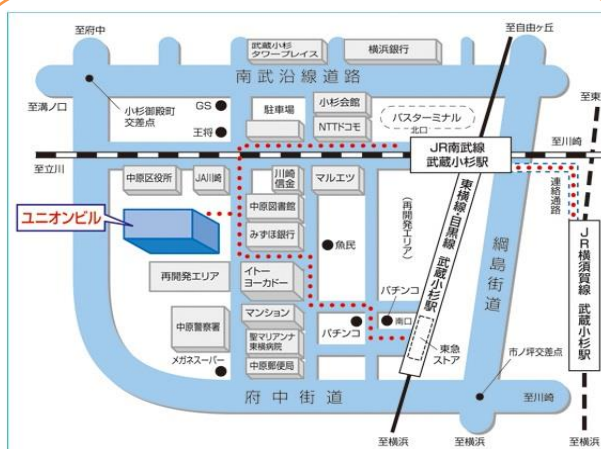 至府中
武蔵小杉
タワープレイス
横浜銀行
至自由ヶ丘
南武沿線道路
至東
至溝ノ口
小杉御殿町
交差点
GS
王将
駐車場
小杉会館
NTTドコモ
バスターミナル
北口
JR南武線
武蔵小杉駅
至川崎
至立川
中原区役所
JA川崎
川崎
信金
マルエツ
連絡通路
ユニオンビル
中原図書館
みずほ銀行
魚民
(再開発エリア)
東横線・目黒線 武蔵小杉駅
綱島街道
JR横須賀線 武蔵小杉駅
再開発エリア
イトー
ヨーカドー
パチンコ
南口
中原警察署
マンション
パチンコ
聖マリアンナ
東横病院
東急
ストア
メガネスーパー
中原郵便局
市ノ坪交差点
府中街道
至川崎
至横浜
至横浜
至横浜